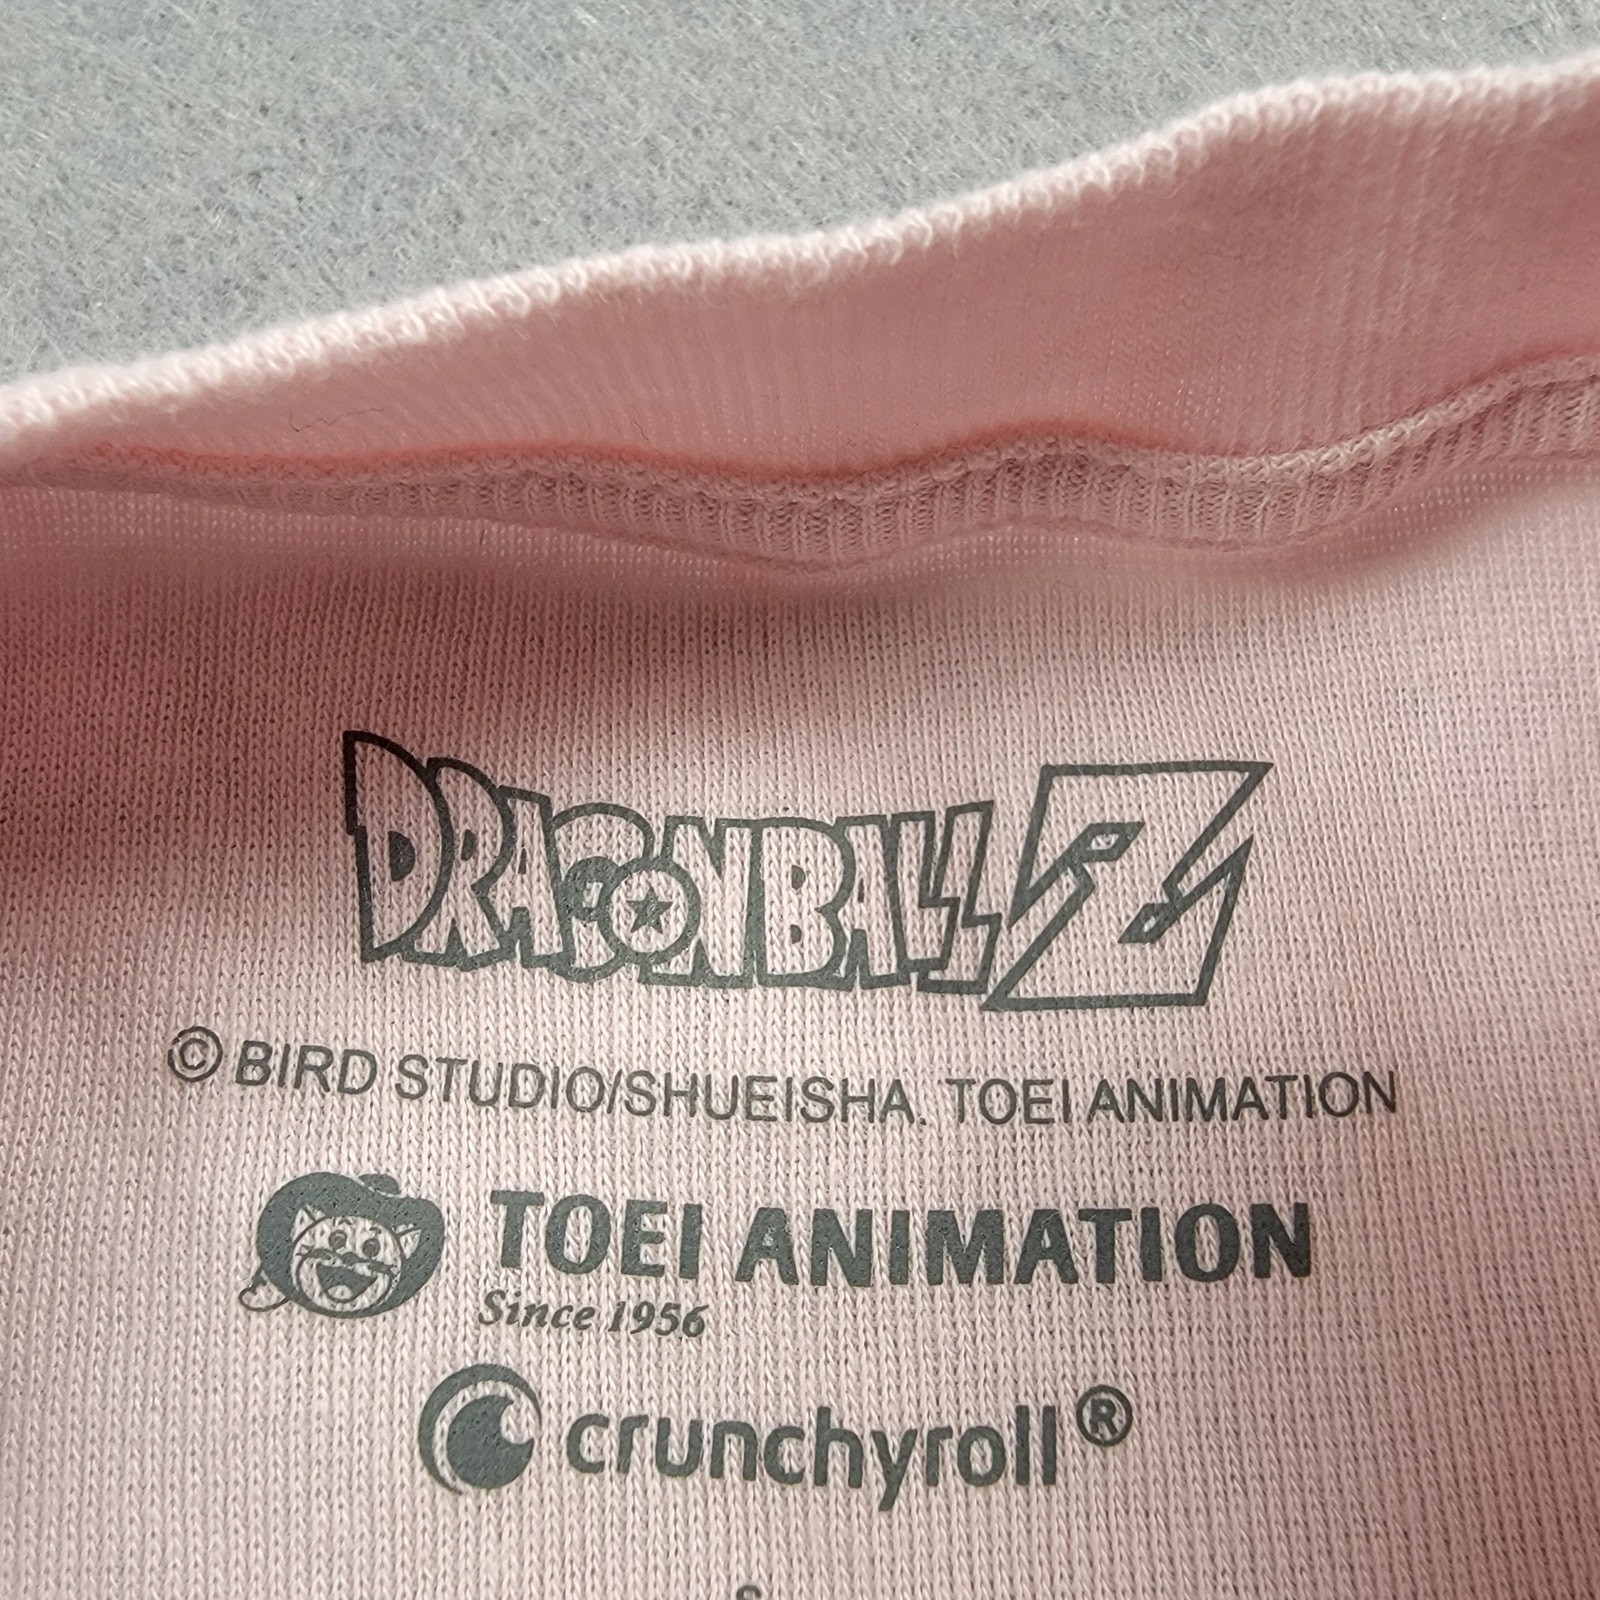 DRAGONBALL Z
© BIRD STUDIO/SHUEISHA, TOEI ANIMATION
TOEI ANIMATION
Since 1956
crunchyroll®